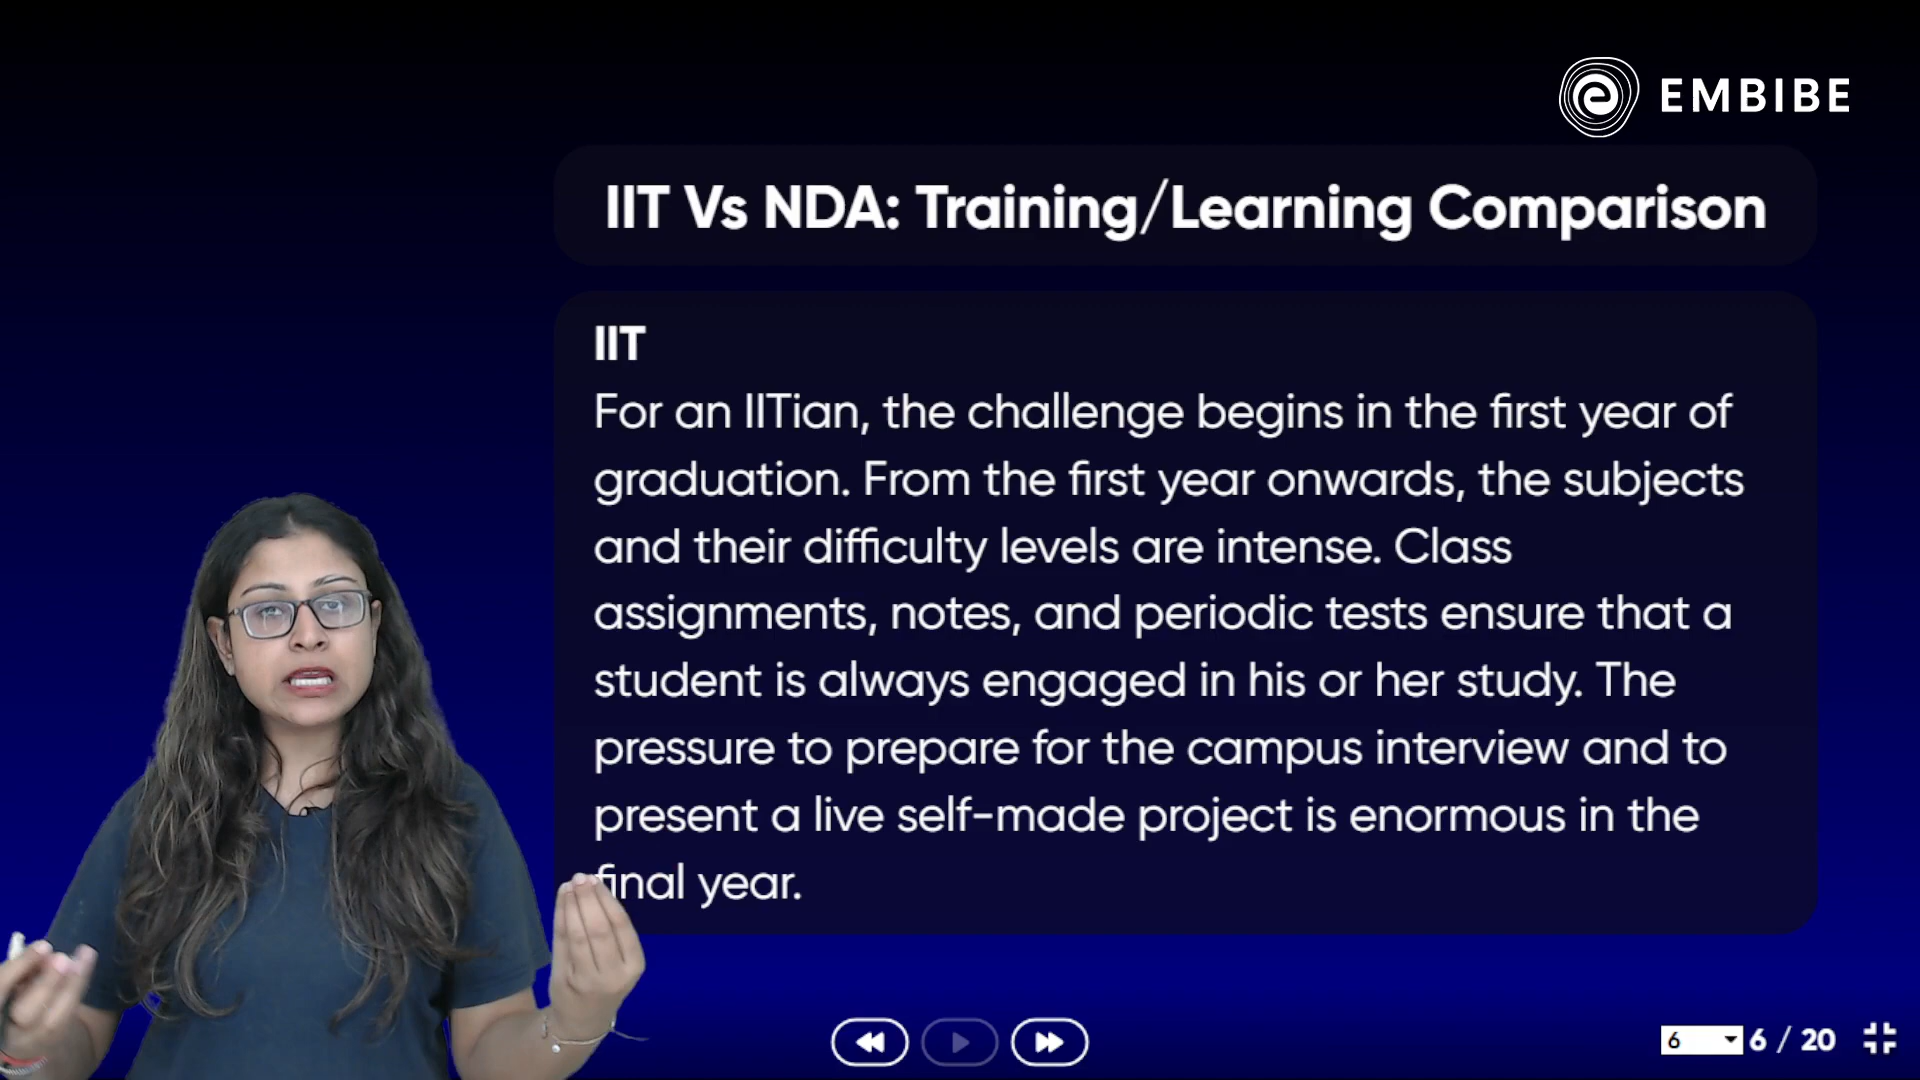 EMBIBE
IIT Vs NDA: Training/Learning Comparison
IIT
For an IITian, the challenge begins in the first year of
graduation. From the first year onwards, the subjects
and their difficulty levels are intense. Class
assignments, notes, and periodic tests ensure that a
student is always engaged in his or her study. The
pressure to prepare for the campus interview and to
present a live self-made project is enormous in the
final year.
6 6 / 20